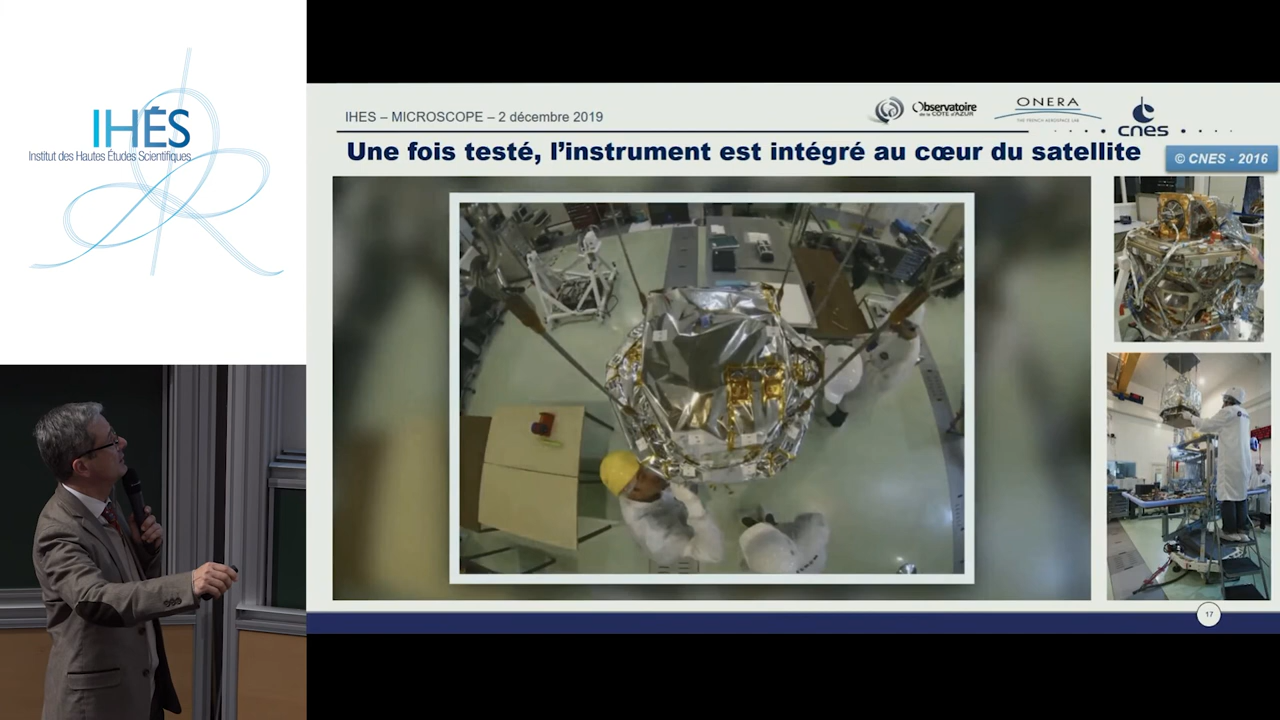 IHÉS
Institut des Hautes Études Scientifiques
IHES – MICROSCOPE – 2 décembre 2019
Observatoire
de la CÔTE d'AZUR
ONERA
THE FRENCH AEROSPACE LAB
cnes
Une fois testé, l'instrument est intégré au cœur du satellite
© CNES - 2016
17